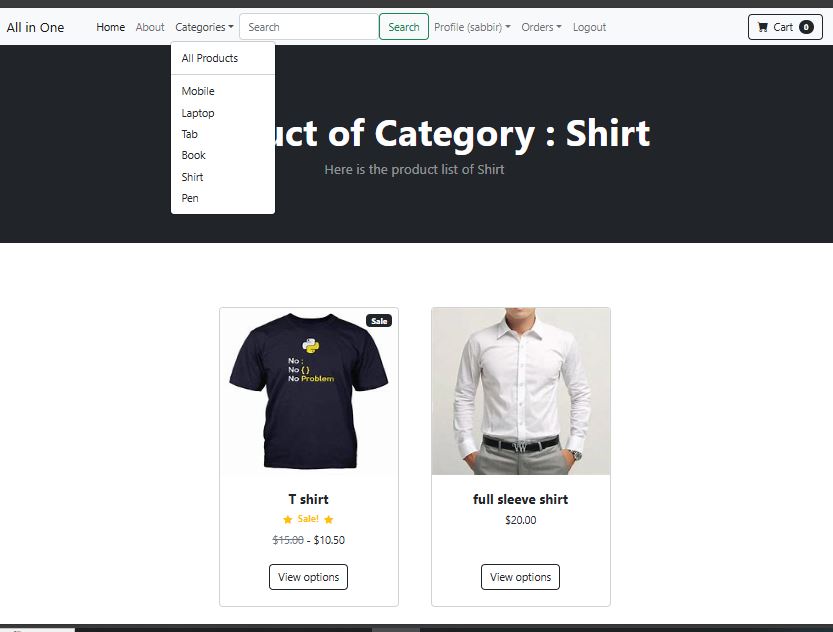 All in One Home About Categories Search Search Profile (sabbir) Orders Logout Cart 0
All Products
Mobile
Laptop
Tab
Book
Shirt
Pen
uct of Category : Shirt
Here is the product list of Shirt
Sale
No ;
No { }
No Problem
T shirt
Sale!
$15.00 - $10.50
View options
full sleeve shirt
$20.00
View options